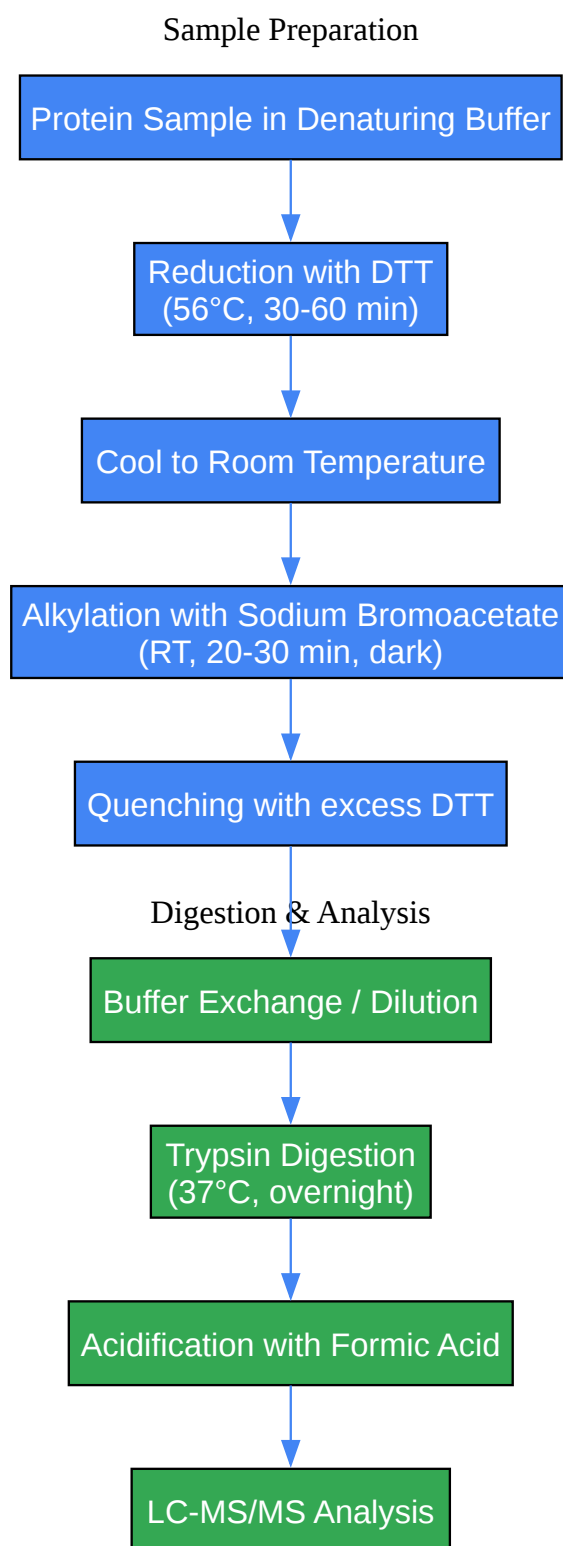 Sample Preparation
Protein Sample in Denaturing Buffer
Reduction with DTT
(56°C, 30-60 min)
Cool to Room Temperature
Alkylation with Sodium Bromoacetate
(RT, 20-30 min, dark)
Quenching with excess DTT
Digestion & Analysis
Buffer Exchange / Dilution
Trypsin Digestion
(37°C, overnight)
Acidification with Formic Acid
LC-MS/MS Analysis